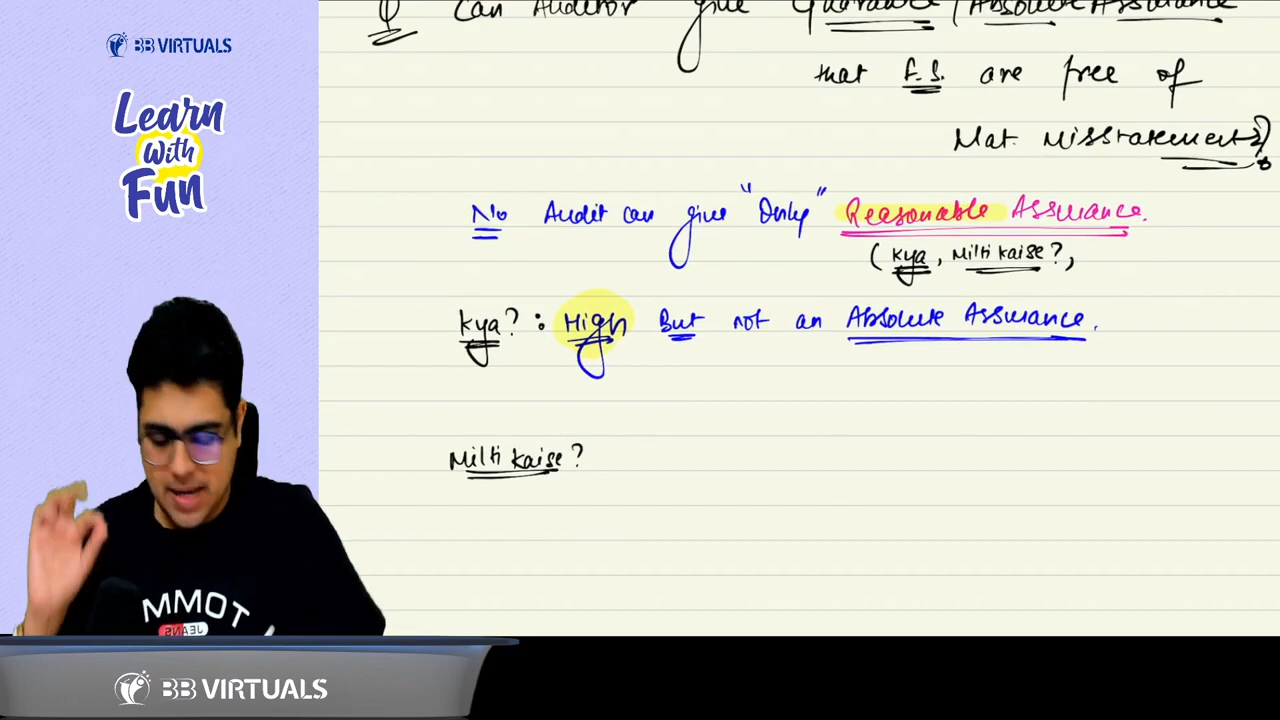 BB VIRTUALS
Learn
With
Fun
Q Can Auditor give Guarantee / Absolute Assurance
that F.S. are free of
Mat. Misstatements?
No Audit can give "Only" Reasonable Assurance.
(Kya, Milti Kaise?,
Kya? : High But not an Absolute Assurance.
Milti Kaise?
MMOT
JEANS
BB VIRTUALS